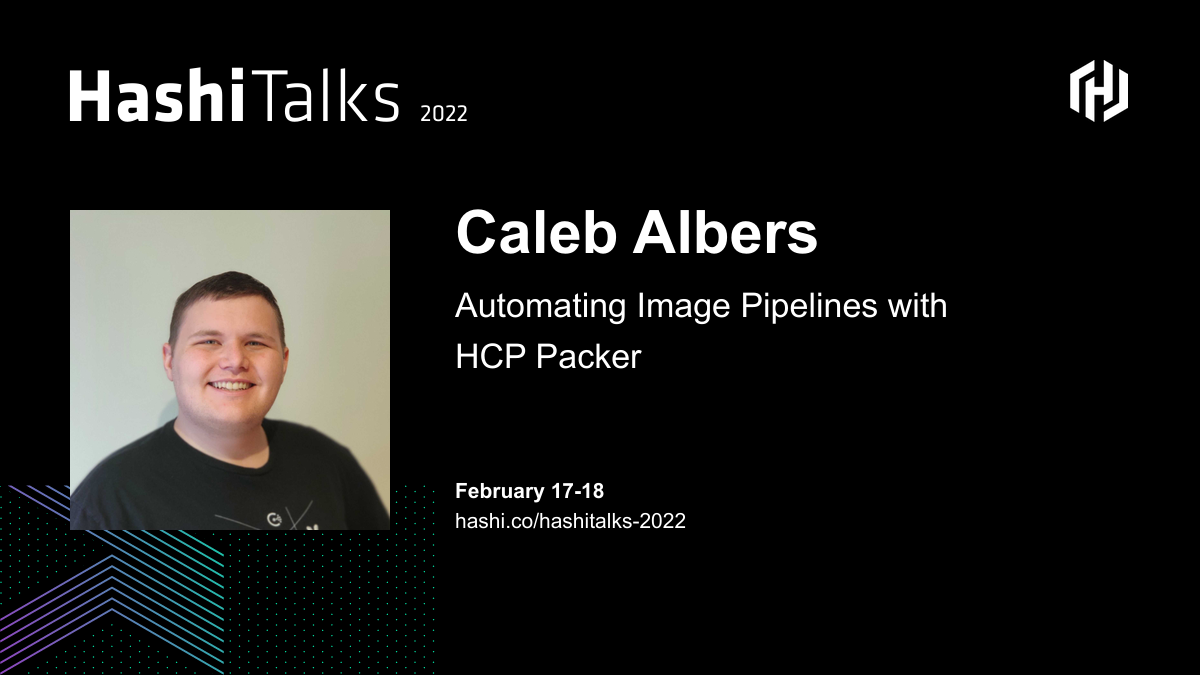 HashiTalks 2022
Caleb Albers
Automating Image Pipelines with
HCP Packer
February 17-18
hashi.co/hashitalks-2022